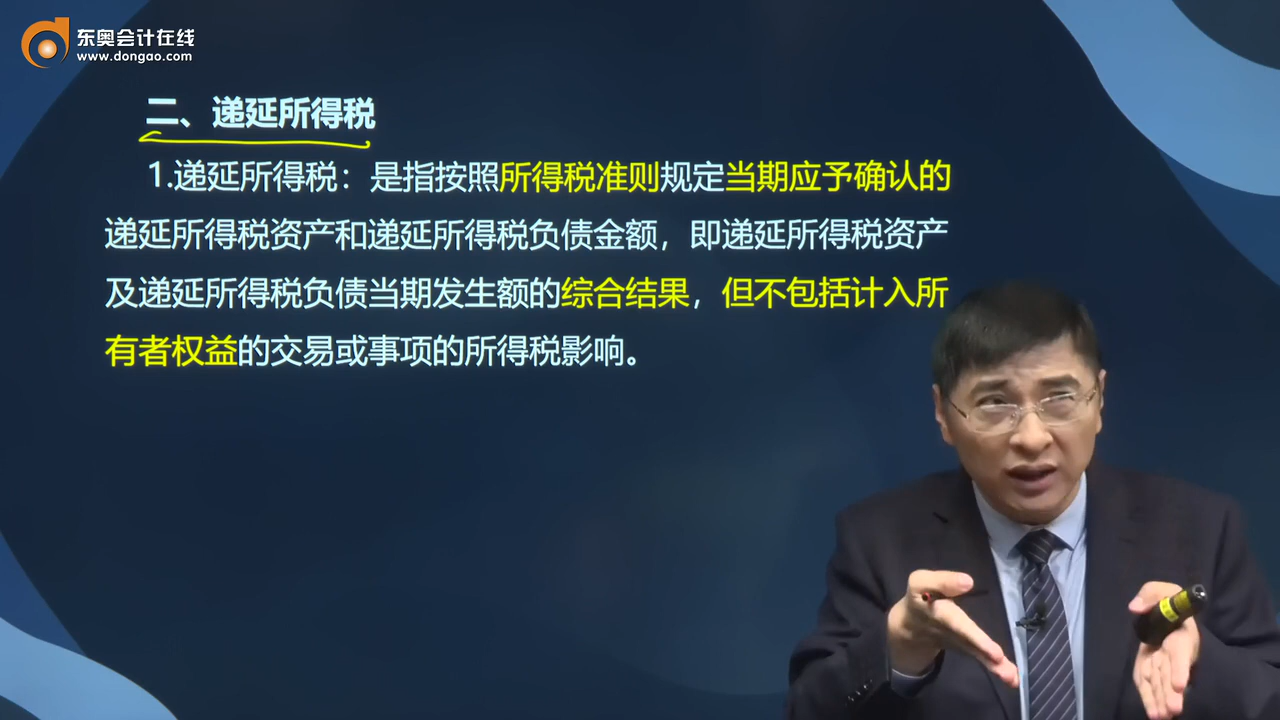 东奥会计在线
www.dongao.com
二、递延所得税
1.递延所得税：是指按照所得税准则规定当期应予确认的
递延所得税资产和递延所得税负债金额，即递延所得税资产
及递延所得税负债当期发生额的综合结果，但不包括计入所
有者权益的交易或事项的所得税影响。